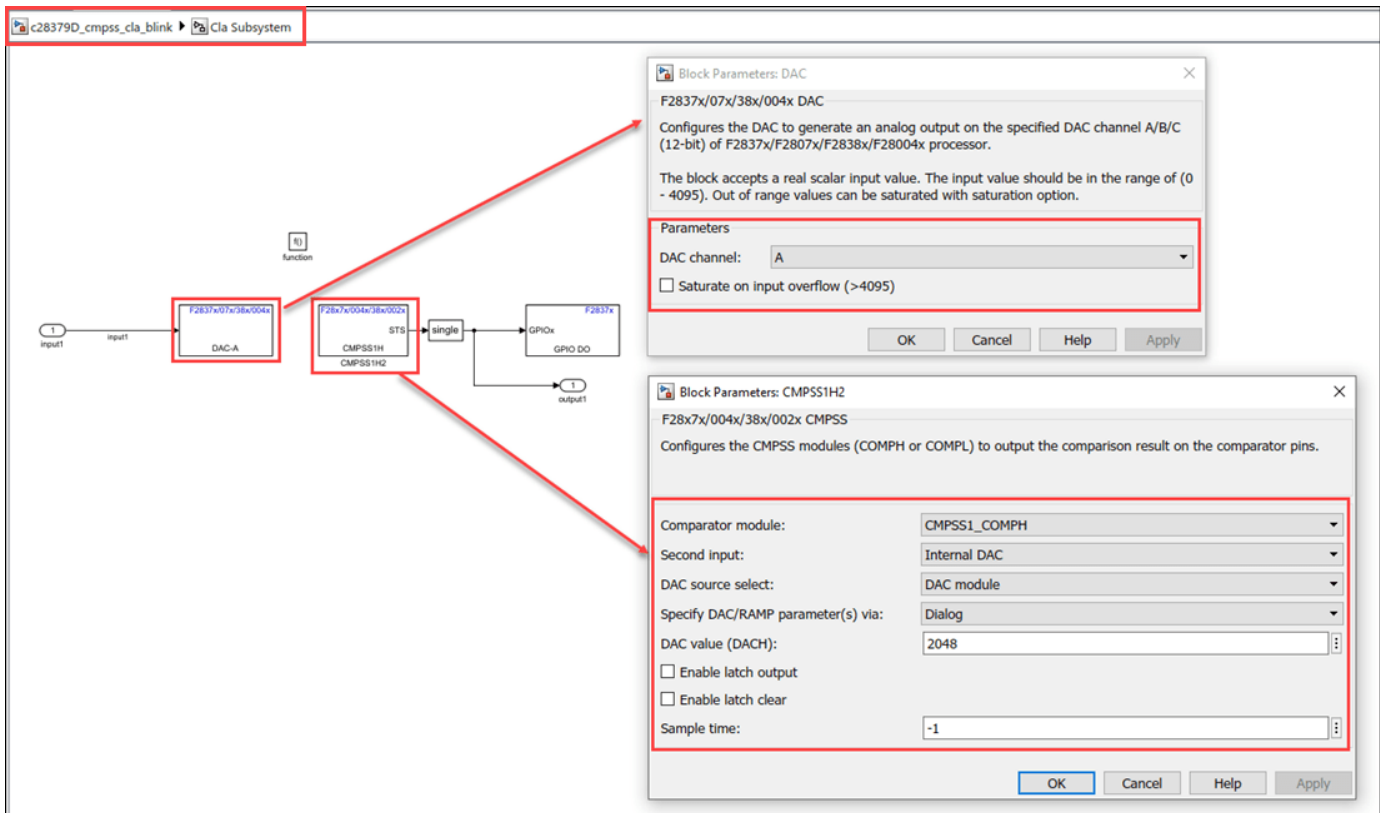 c28379D_cmpss_cla_blink Cla Subsystem
f()
function
1
input1
input1
F2837x/07x/38x/004x
DAC-A
F28x7x/004x/38x/002x
STS
CMPSS1H
CMPSS1H2
single
F2837x
GPIOx
GPIO DO
1
output1
Block Parameters: DAC
F2837x/07x/38x/004x DAC
Configures the DAC to generate an analog output on the specified DAC channel A/B/C
(12-bit) of F2837x/F2807x/F2838x/F28004x processor.
The block accepts a real scalar input value. The input value should be in the range of (0
- 4095). Out of range values can be saturated with saturation option.
Parameters
DAC channel: A
Saturate on input overflow (>4095)
OK Cancel Help Apply
Block Parameters: CMPSS1H2
F28x7x/004x/38x/002x CMPSS
Configures the CMPSS modules (COMPH or COMPL) to output the comparison result on the comparator pins.
Comparator module: CMPSS1_COMPH
Second input: Internal DAC
DAC source select: DAC module
Specify DAC/RAMP parameter(s) via: Dialog
DAC value (DACH): 2048
Enable latch output
Enable latch clear
Sample time: -1
OK Cancel Help Apply